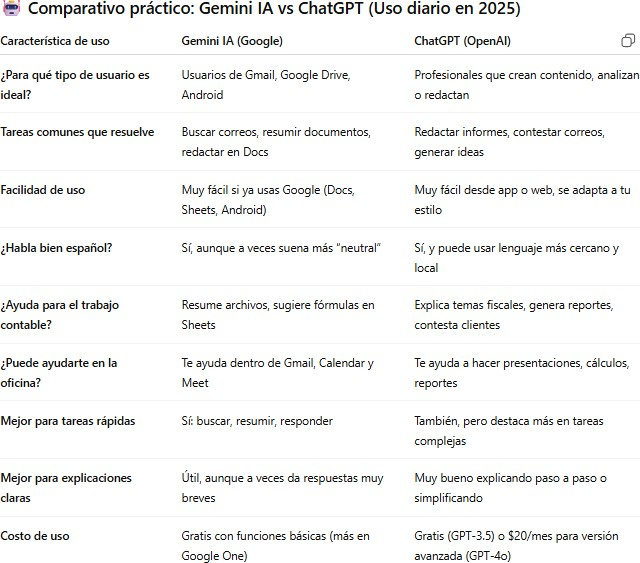 Comparativo práctico: Gemini IA vs ChatGPT (Uso diario en 2025)
Característica de uso Gemini IA (Google) ChatGPT (OpenAI)
¿Para qué tipo de usuario es Usuarios de Gmail, Google Drive, Profesionales que crean contenido, analizan
ideal? Android o redactan
Tareas comunes que resuelve Buscar correos, resumir documentos, Redactar informes, contestar correos,
redactar en Docs generar ideas
Facilidad de uso Muy fácil si ya usas Google (Docs, Muy fácil desde app o web, se adapta a tu
Sheets, Android) estilo
¿Habla bien español? Sí, aunque a veces suena más “neutral” Sí, y puede usar lenguaje más cercano y
local
¿Ayuda para el trabajo Resume archivos, sugiere fórmulas en Explica temas fiscales, genera reportes,
contable? Sheets contesta clientes
¿Puede ayudarte en la Te ayuda dentro de Gmail, Calendar y Te ayuda a hacer presentaciones, cálculos,
oficina? Meet reportes
Mejor para tareas rápidas Sí: buscar, resumir, responder También, pero destaca más en tareas
complejas
Mejor para explicaciones Útil, aunque a veces da respuestas muy Muy bueno explicando paso a paso o
claras breves simplificando
Costo de uso Gratis con funciones básicas (más en Gratis (GPT-3.5) o $20/mes para versión
Google One) avanzada (GPT-4o)